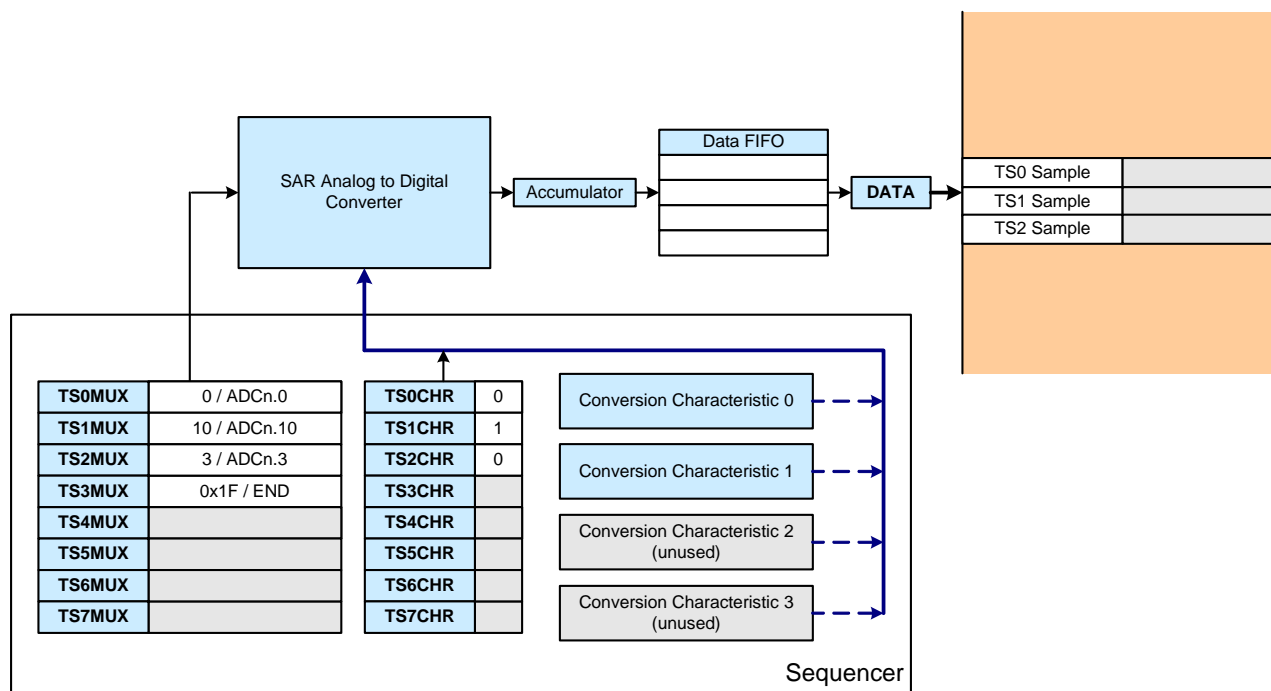 SAR Analog to Digital
Converter
Accumulator
Data FIFO
DATA
TS0 Sample
TS1 Sample
TS2 Sample
TS0MUX 0 / ADCn.0
TS1MUX 10 / ADCn.10
TS2MUX 3 / ADCn.3
TS3MUX 0x1F / END
TS4MUX
TS5MUX
TS6MUX
TS7MUX
TS0CHR 0
TS1CHR 1
TS2CHR 0
TS3CHR
TS4CHR
TS5CHR
TS6CHR
TS7CHR
Conversion Characteristic 0
Conversion Characteristic 1
Conversion Characteristic 2
(unused)
Conversion Characteristic 3
(unused)
Sequencer